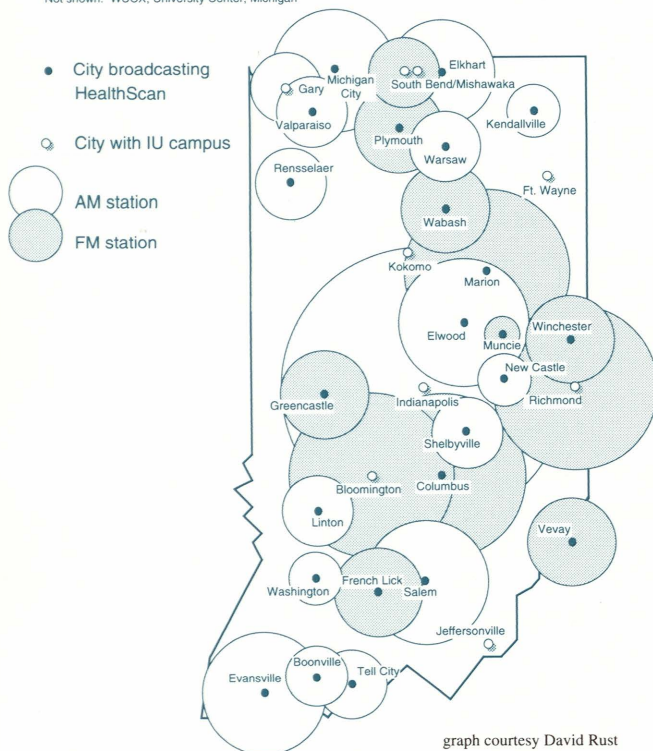 Not shown: WSGX, University Center, Michigan
City broadcasting
HealthScan
City with IU campus
AM station
FM station
Gary
Michigan
City
Elkhart
South Bend/Mishawaka
Valparaiso
Plymouth
Kendallville
Warsaw
Rensselaer
Ft. Wayne
Wabash
Kokomo
Marion
Elwood
Muncie
Winchester
New Castle
Greencastle
Indianapolis
Richmond
Shelbyville
Bloomington
Columbus
Linton
Vevay
Washington
French Lick
Salem
Jeffersonville
Evansville
Boonville
Tell City
graph courtesy David Rust